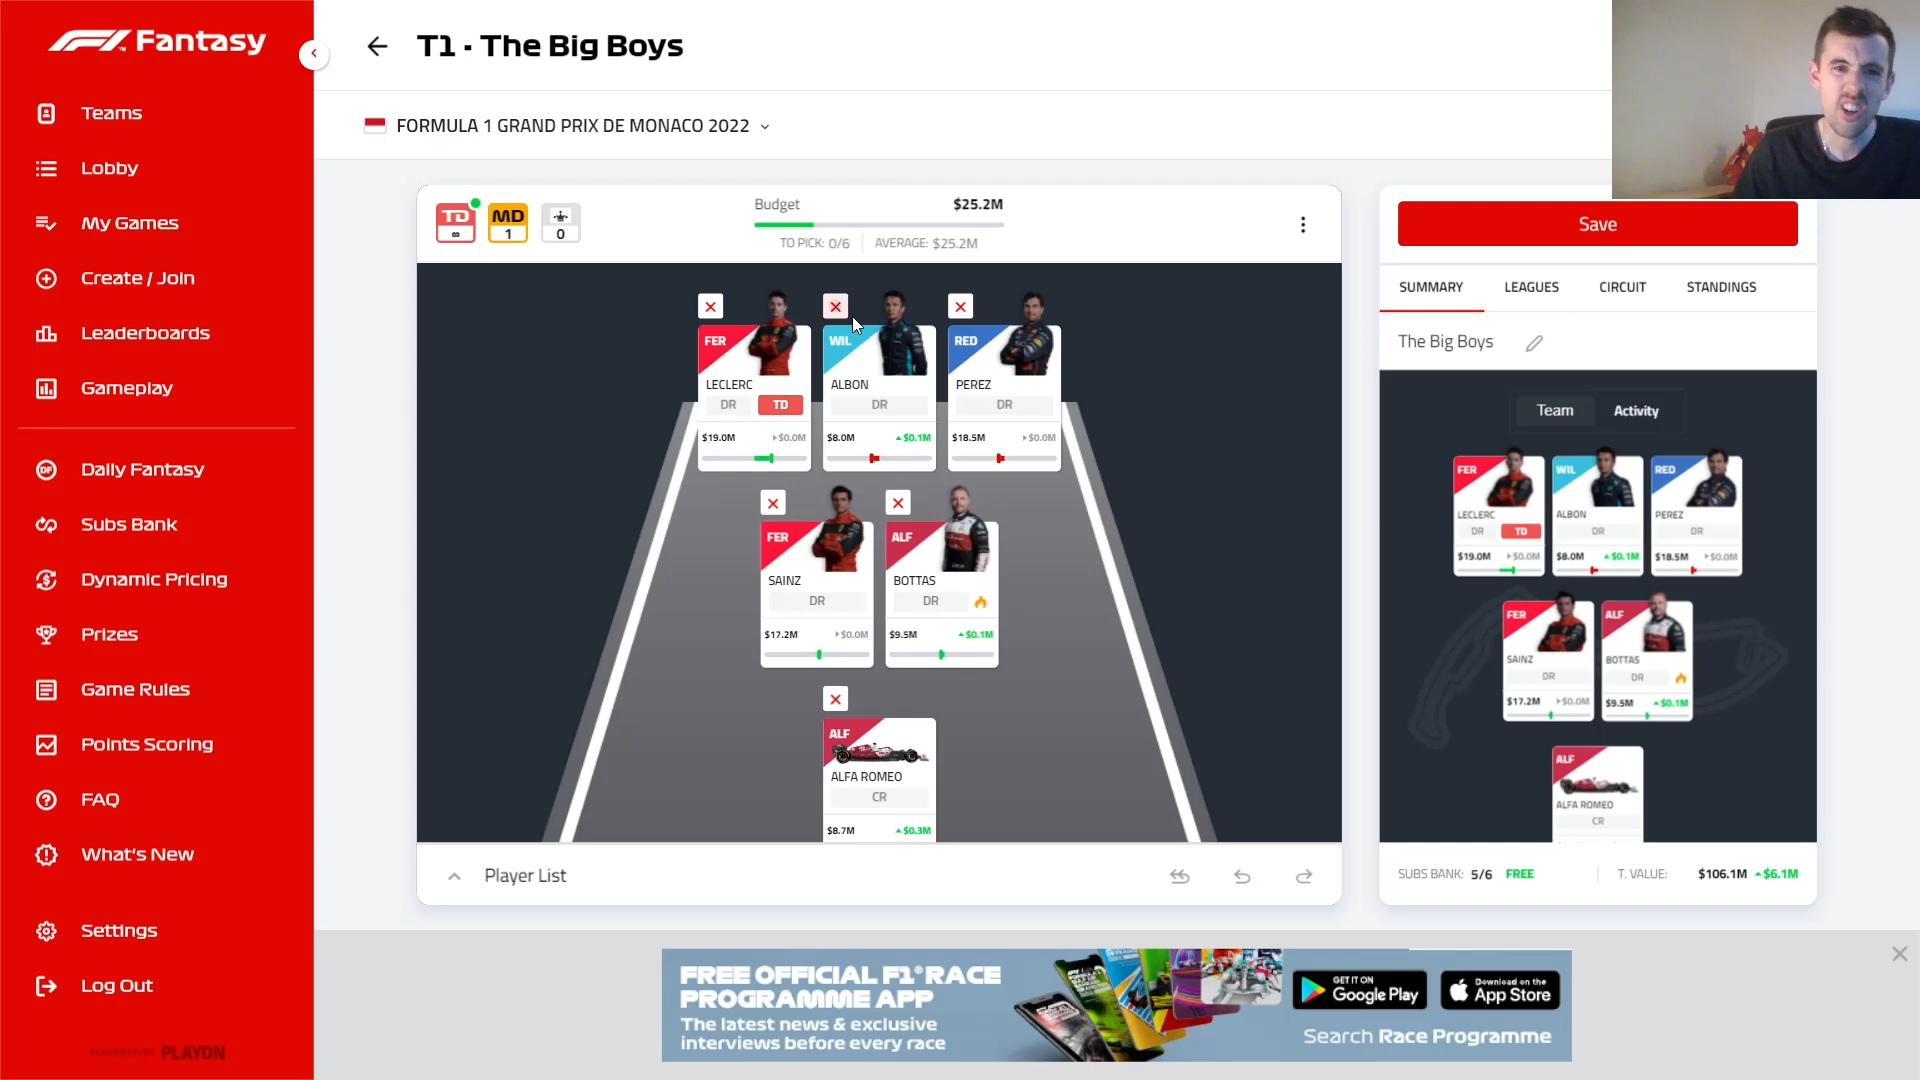 F1 Fantasy
Teams
Lobby
My Games
Create / Join
Leaderboards
Gameplay
Daily Fantasy
Subs Bank
Dynamic Pricing
Prizes
Game Rules
Points Scoring
FAQ
What's New
Settings
Log Out
POWERED BY PLAYON
T1 · The Big Boys
FORMULA 1 GRAND PRIX DE MONACO 2022
TD
∞
MD
1
0
Budget $25.2M
TO PICK: 0/6 AVERAGE: $25.2M
FER WIL RED
LECLERC ALBON PEREZ
DR TD DR DR
$19.0M $0.0M $8.0M $0.1M $18.5M $0.0M
FER ALF
SAINZ BOTTAS
DR DR
$17.2M $0.0M $9.5M $0.1M
ALF
ALFA ROMEO
CR
$8.7M $0.3M
Player List
Save
SUMMARY LEAGUES CIRCUIT STANDINGS
The Big Boys
Team Activity
FER WIL RED
LECLERC ALBON PEREZ
DR TD DR DR
$19.0M $0.0M $8.0M $0.1M $18.5M $0.0M
FER ALF
SAINZ BOTTAS
DR DR
$17.2M $0.0M $9.5M $0.1M
ALF
ALFA ROMEO
CR
SUBS BANK: 5/6 FREE T. VALUE: $106.1M $6.1M
FREE OFFICIAL F1® RACE
PROGRAMME APP
The latest news & exclusive
interviews before every race
GET IT ON
Google Play
Download on the
App Store
Search Race Programme